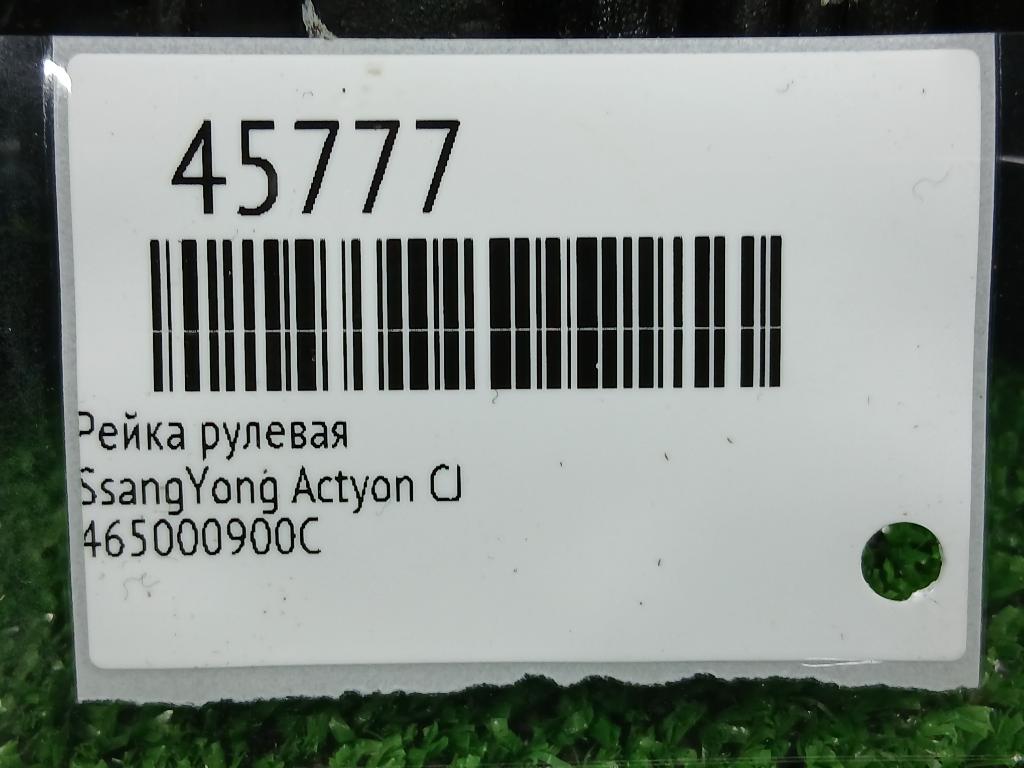 45777
Рейка рулевая
SsangYong Actyon CJ
465000900C